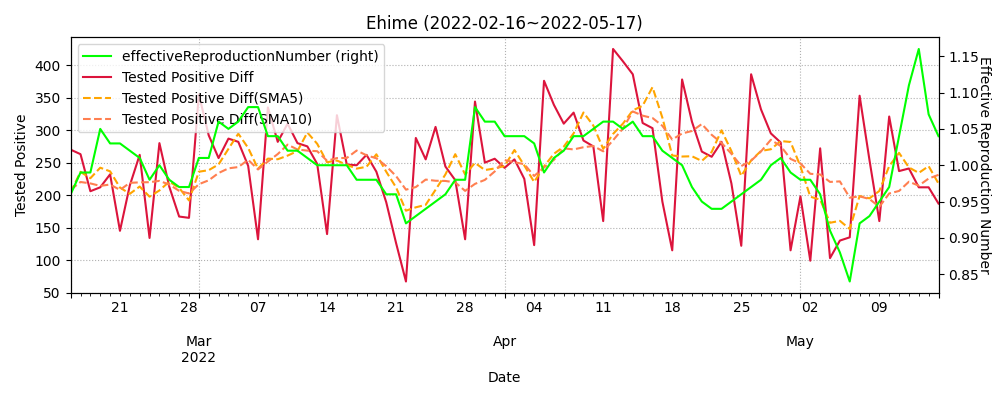 Ehime (2022-02-16~2022-05-17)
effectiveReproductionNumber (right)
Tested Positive Diff
Tested Positive Diff(SMA5)
Tested Positive Diff(SMA10)
Tested Positive
400
350
300
250
200
150
100
50
1.15
1.10
1.05
1.00
0.95
0.90
0.85
Effective Reproduction Number
21 28 07 14 21 28 04 11 18 25 02 09
Mar Apr May
2022
Date